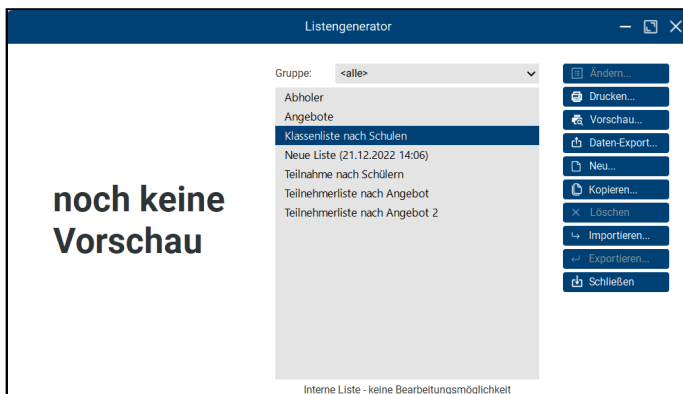 Listengenerator
Gruppe: <alle>
Abholer
Angebote
Klassenliste nach Schulen
Neue Liste (21.12.2022 14:06)
Teilnahme nach Schülern
Teilnehmerliste nach Angebot
Teilnehmerliste nach Angebot 2
noch keine
Vorschau
Ändern...
Drucken...
Vorschau...
Daten-Export...
Neu...
Kopieren...
Löschen
Importieren...
Exportieren...
Schließen
Interne Liste - keine Bearbeitungsmöglichkeit